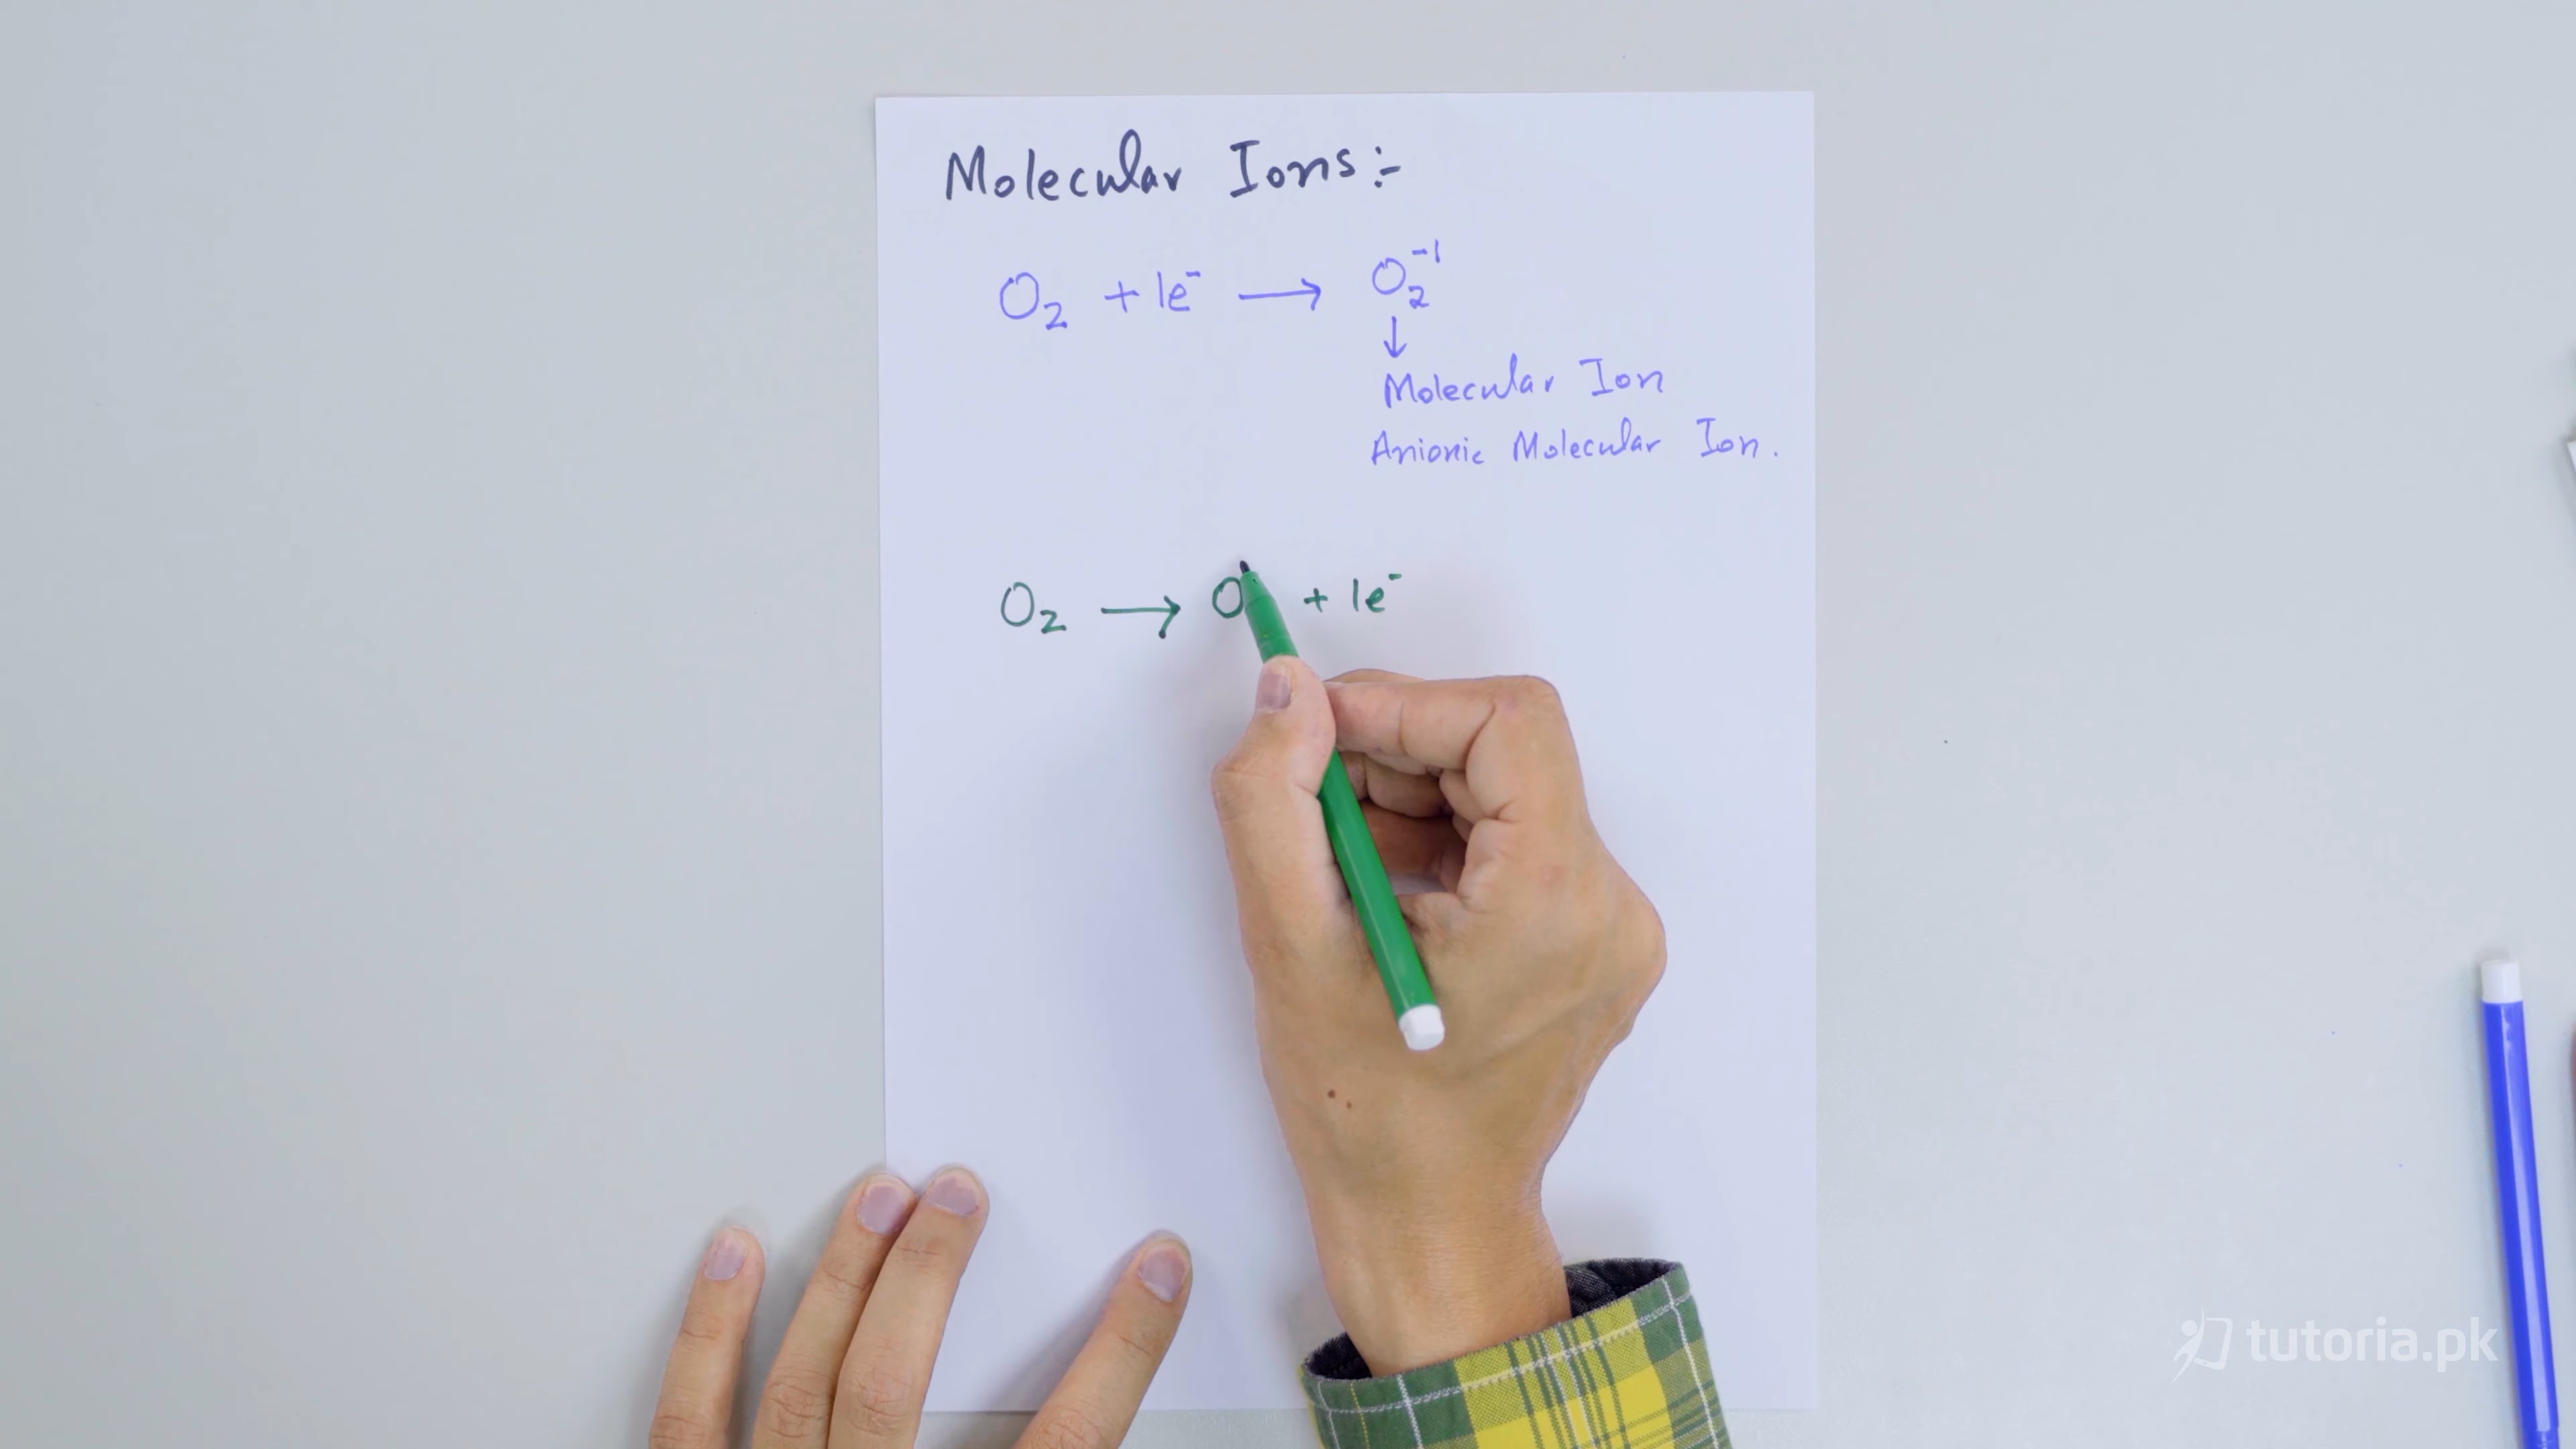 Molecular Ions:-
O₂ + 1e⁻ ⟶ O₂⁻¹
↓
Molecular Ion
Anionic Molecular Ion.
O₂ ⟶ O + 1e⁻
tutoria.pk